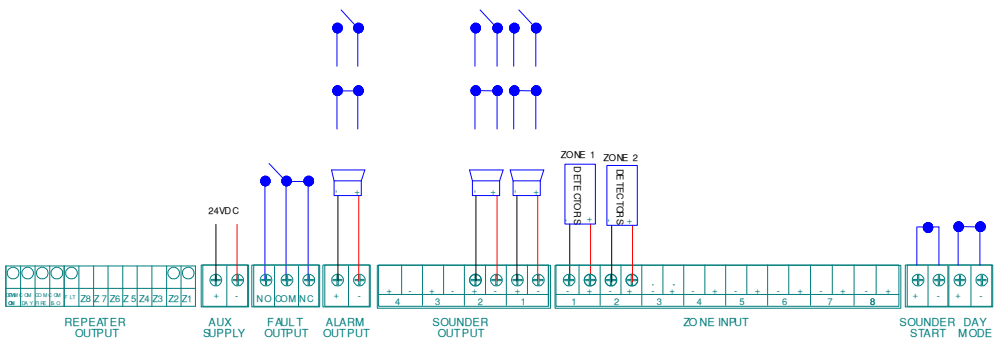 ZONE 1
ZONE 2
DETECTORS
DETECTORS
24VDC
- +
- +
- +
- +
- +
Z8 Z7 Z6 Z5 Z4 Z3 Z2 Z1
+ -
NO COM NC
+ -
4 3 2 1
1 2 3 4 5 6 7 8
+ -
+ -
REPEATER
OUTPUT
AUX
SUPPLY
FAULT
OUTPUT
ALARM
OUTPUT
SOUNDER
OUTPUT
ZONE INPUT
SOUNDER
START
DAY
MODE